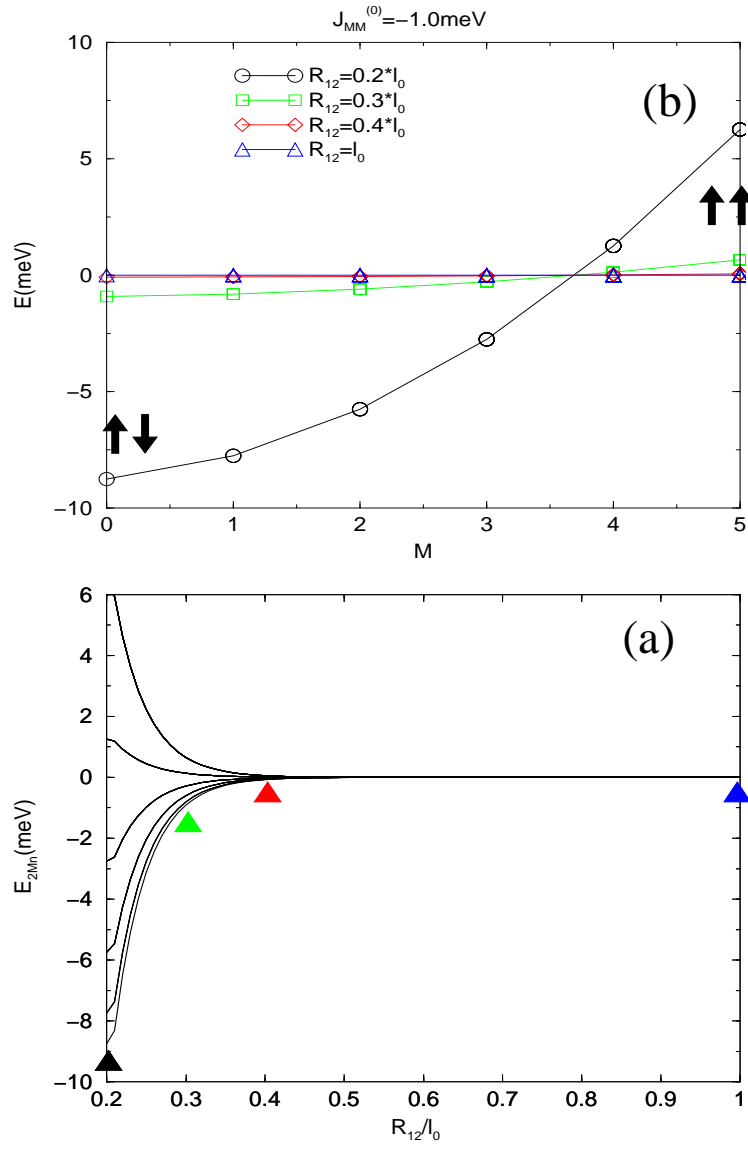 J_MM^(0)=−1.0meV
10
5
0
−5
−10
E(meV)
R_12=0.2*l_0
R_12=0.3*l_0
R_12=0.4*l_0
R_12=l_0
(b)
0 1 2 3 4 5
M
6
4
2
0
−2
−4
−6
−8
−10
E_2Mn(meV)
(a)
0.2 0.3 0.4 0.5 0.6 0.7 0.8 0.9 1
R_12/l_0